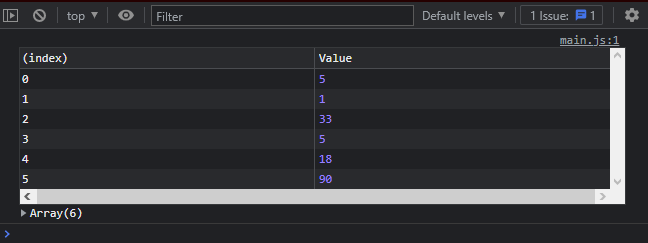 top Filter Default levels 1 Issue: 1
main.js:1
(index) Value
0 5
1 1
2 33
3 5
4 18
5 90
Array(6)